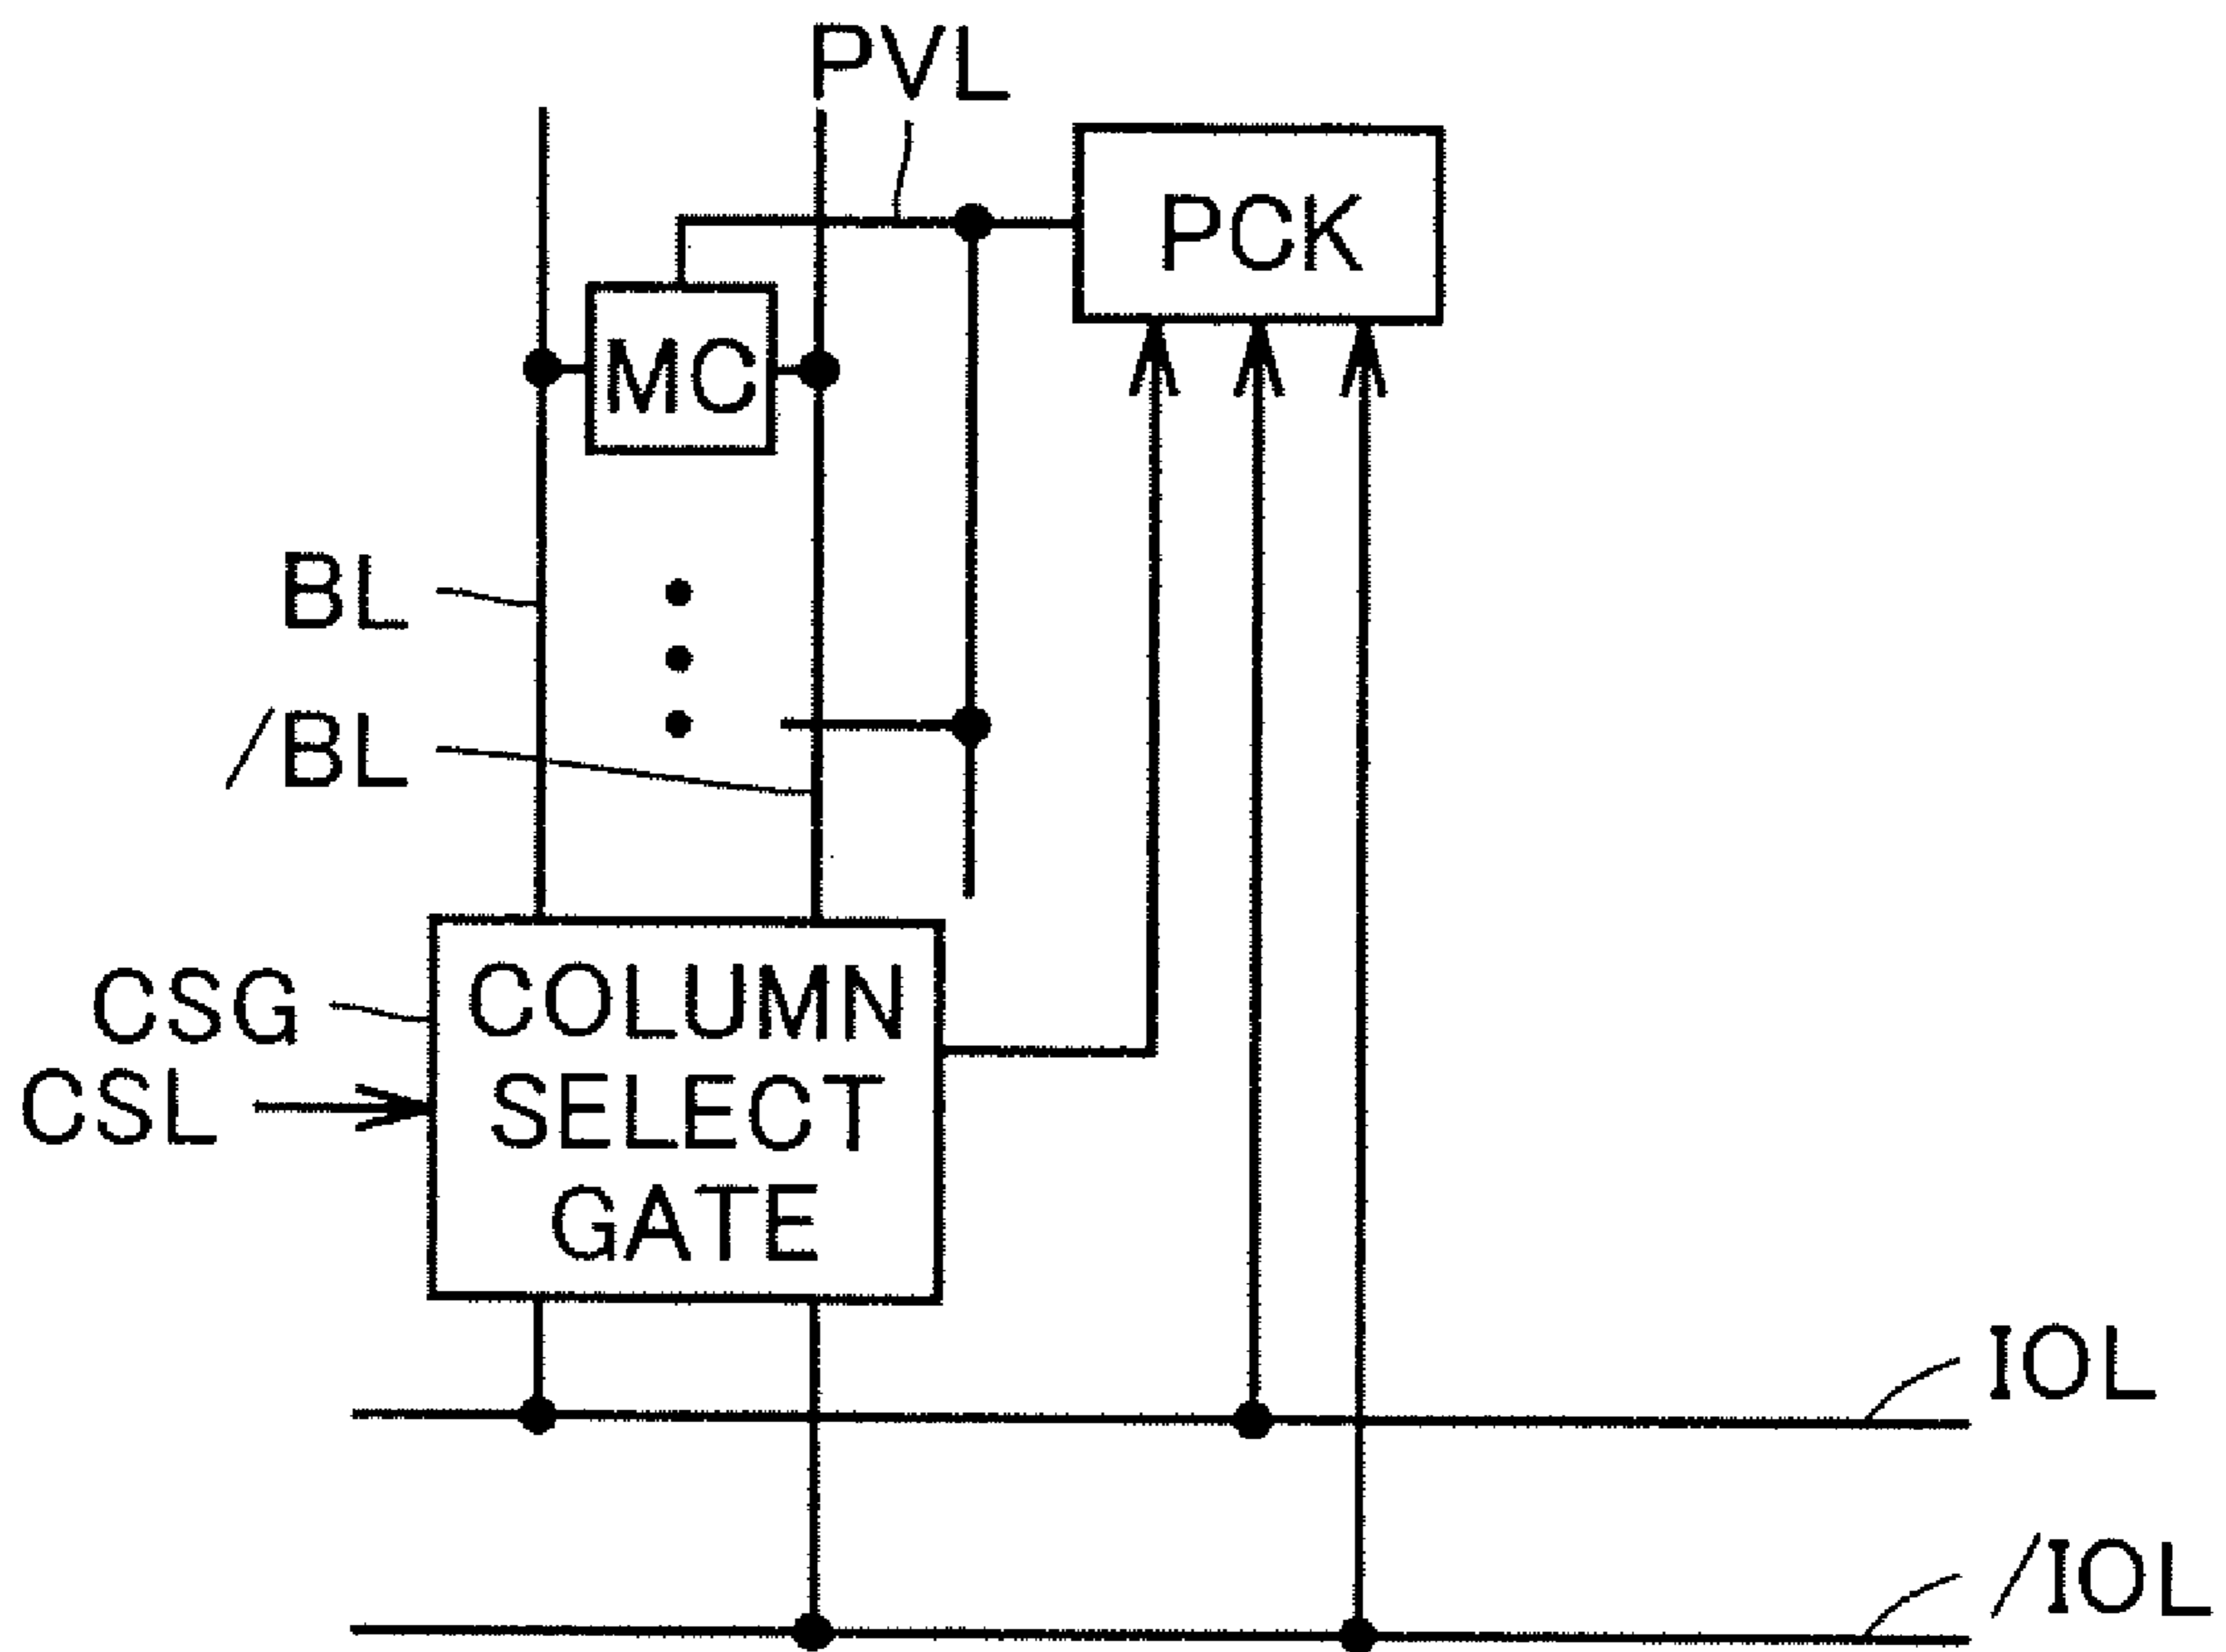 PVL
PCK
MC
BL
/BL
CSG
CSL
COLUMN
SELECT
GATE
IOL
/IOL